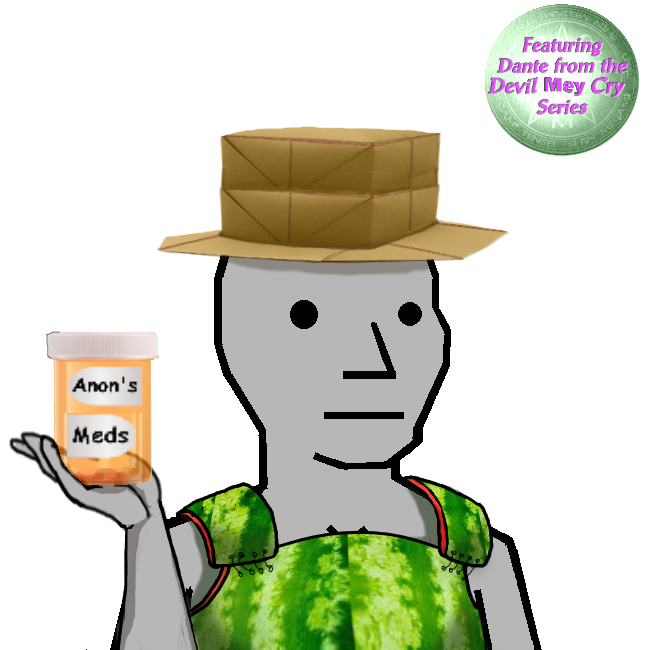 Featuring
Dante from the
Devil Mey Cry
Series
Anon's
Meds